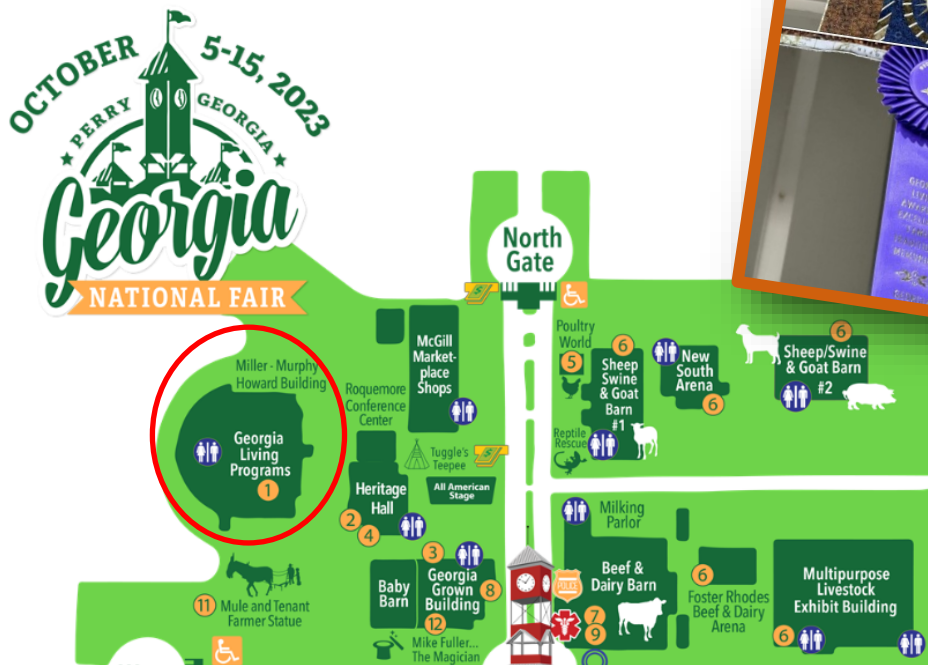 OCTOBER 5-15, 2023
PERRY GEORGIA
Georgia
NATIONAL FAIR
North
Gate
$
McGill
Market-
place
Shops
Poultry
World
5
6
Sheep
Swine
& Goat
Barn
#1
New
South
Arena
6
6
Sheep/Swine
& Goat Barn
#2
Miller - Murphy
Howard Building
Roquemore
Conference
Center
Georgia
Living
Programs
1
Reptile
Rescue
Tuggle's
Teepee
$
All American
Stage
Heritage
Hall
2
4
Milking
Parlor
3
Baby
Barn
Georgia
Grown
Building
8
12
Beef &
Dairy Barn
POLICE
7
9
6
Foster Rhodes
Beef & Dairy
Arena
Multipurpose
Livestock
Exhibit Building
6
11
Mule and Tenant
Farmer Statue
Mike Fuller...
The Magician